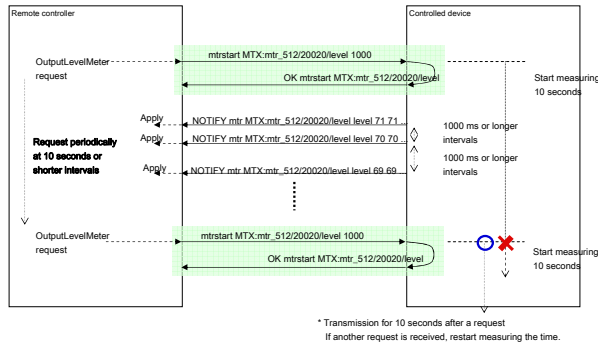 Remote controller
Controlled device
mtrstart MTX:mtr_512/20020/level 1000
OutputLevelMeter
request
OK mtrstart MTX:mtr_512/20020/level
Start measuring
10 seconds
Apply
NOTIFY mtr MTX:mtr_512/20020/level level 71 71 ...
1000 ms or longer
intervals
Apply
NOTIFY mtr MTX:mtr_512/20020/level level 70 70 ...
Request periodically
at 10 seconds or
shorter intervals
1000 ms or longer
intervals
Apply
NOTIFY mtr MTX:mtr_512/20020/level level 69 69 ...
OutputLevelMeter
request
mtrstart MTX:mtr_512/20020/level 1000
OK mtrstart MTX:mtr_512/20020/level
Start measuring
10 seconds
* Transmission for 10 seconds after a request
If another request is received, restart measuring the time.